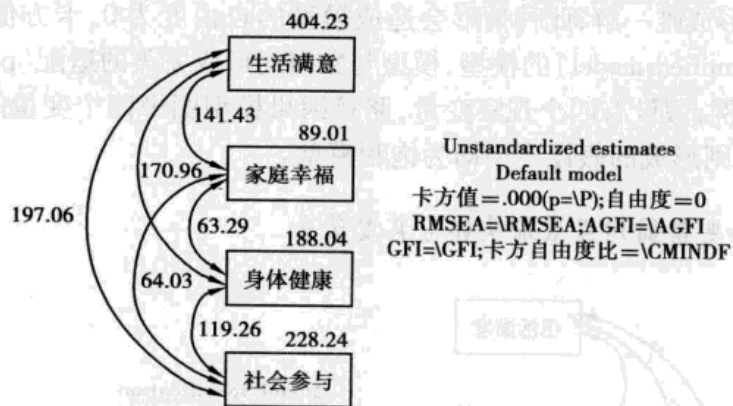 404.23
生活满意
141.43
89.01
170.96
家庭幸福
197.06
63.29
188.04
64.03
身体健康
119.26
228.24
社会参与
Unstandardized estimates
Default model
卡方值=.000(p=\P);自由度=0
RMSEA=\RMSEA;AGFI=\AGFI
GFI=\GFI;卡方自由度比=\CMINDF